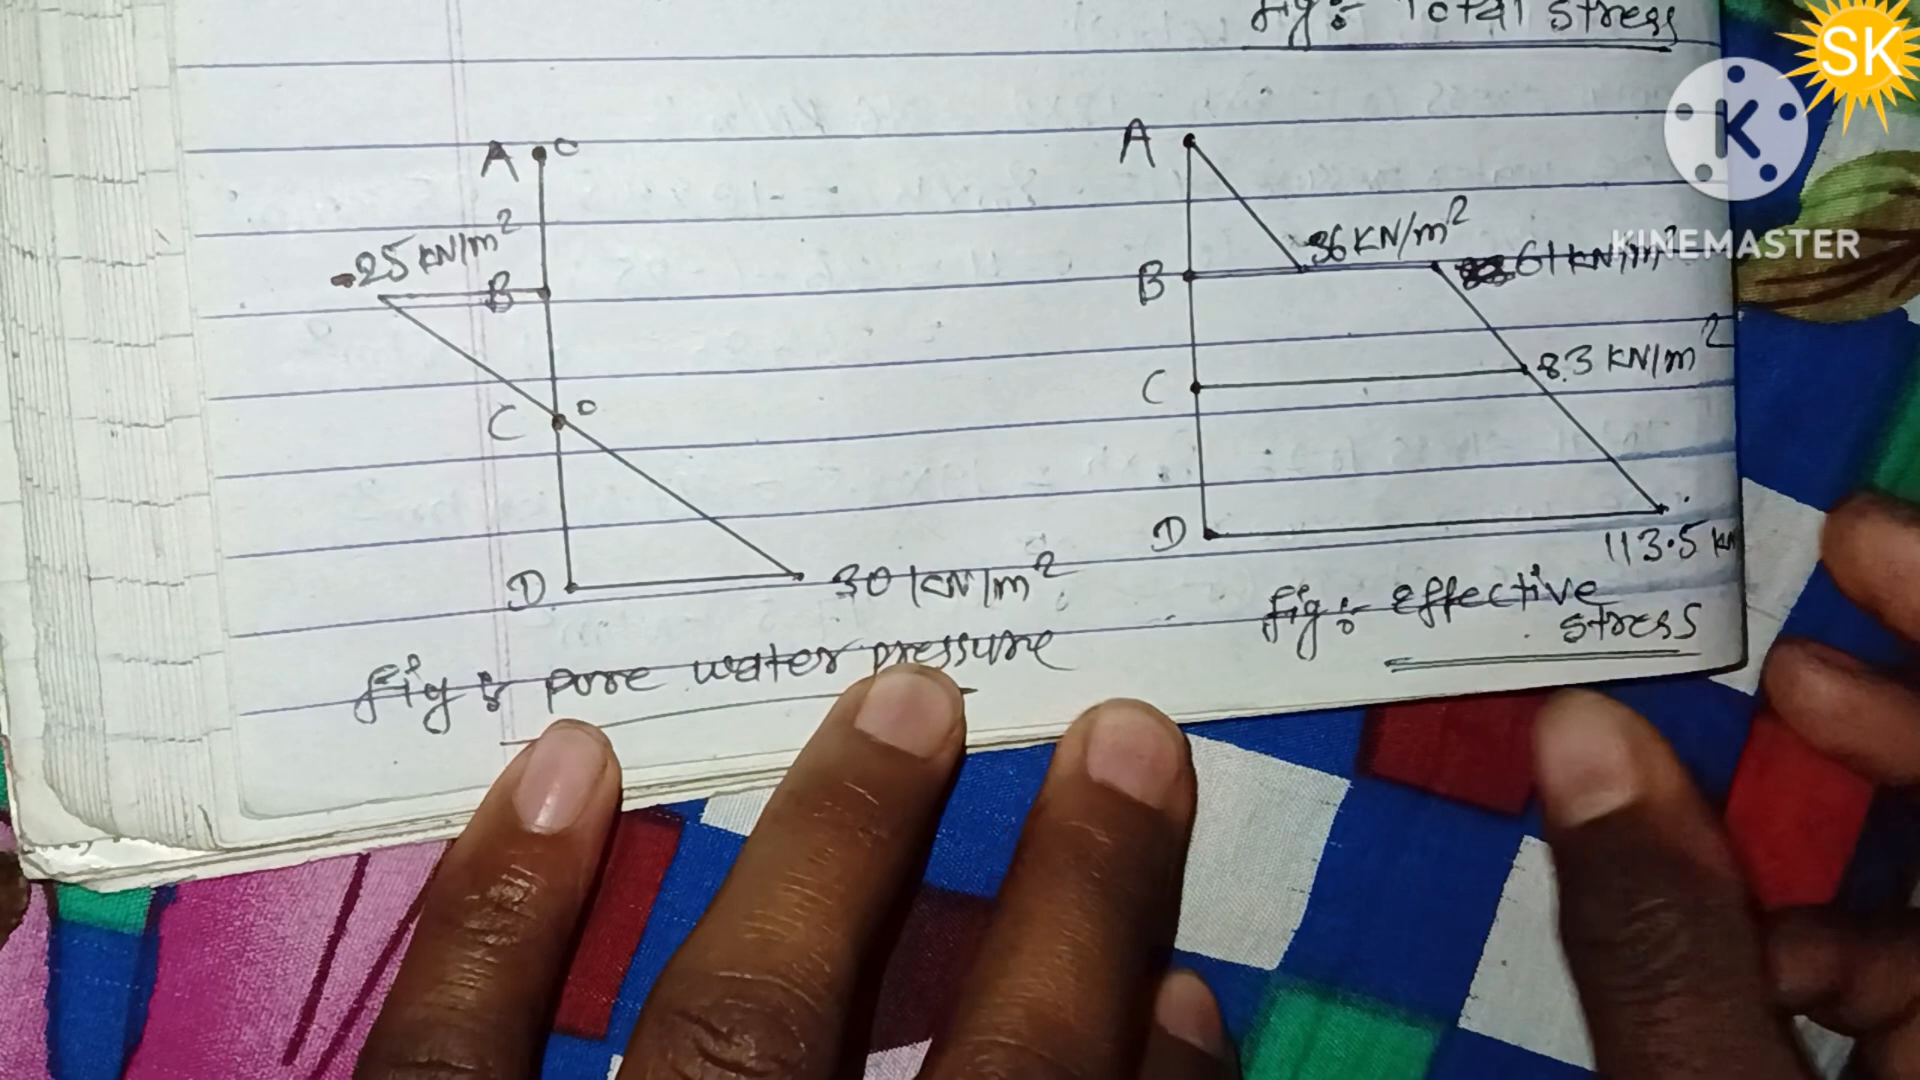 fig :- Total stress
SK
K
KINEMASTER
A 0
-25 KN/m²
B
C 0
D 30 KN/m²
fig : pore water pressure
A
36 KN/m²
B 61 KN/m²
C 83 KN/m²
D
113.5 KN
fig :- effective
stress